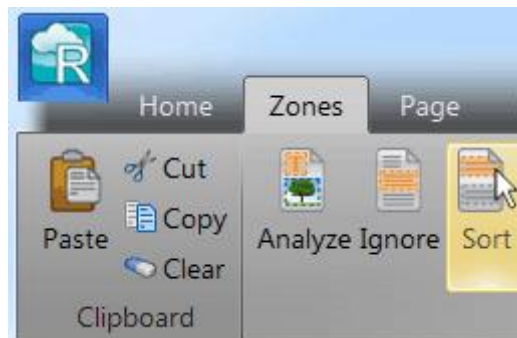 R
Home Zones Page
Cut
Copy
Paste
Clear
Analyze Ignore Sort
Clipboard